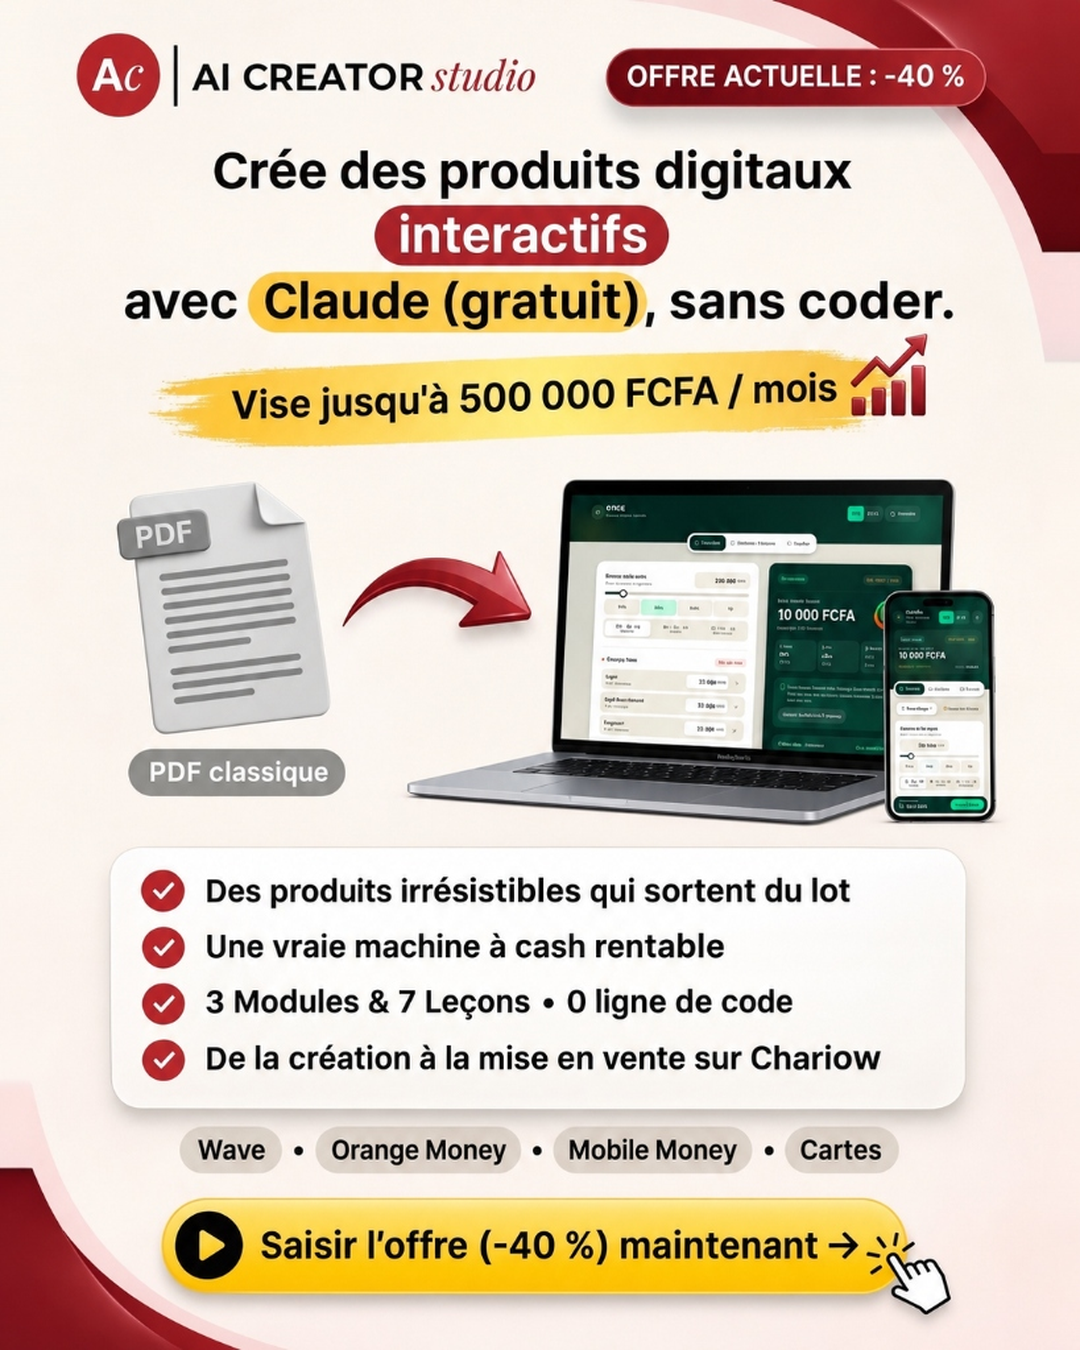 Ac | AI CREATOR studio
OFFRE ACTUELLE : -40 %
Crée des produits digitaux
interactifs
avec Claude (gratuit), sans coder.
Vise jusqu'à 500 000 FCFA / mois
PDF
PDF classique
10 000 FCFA
10 000 FCFA
Des produits irrésistibles qui sortent du lot
Une vraie machine à cash rentable
3 Modules & 7 Leçons • 0 ligne de code
De la création à la mise en vente sur Chariow
Wave • Orange Money • Mobile Money • Cartes
Saisir l'offre (-40 %) maintenant →